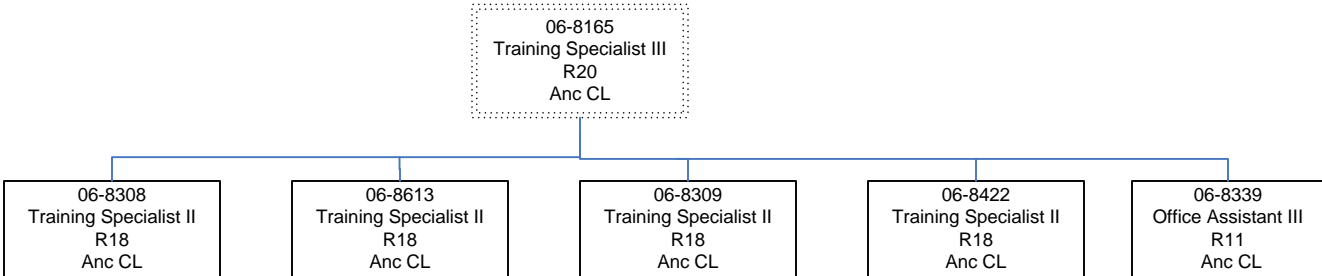 06-8165
Training Specialist III
R20
Anc CL
06-8308
Training Specialist II
R18
Anc CL
06-8613
Training Specialist II
R18
Anc CL
06-8309
Training Specialist II
R18
Anc CL
06-8422
Training Specialist II
R18
Anc CL
06-8339
Office Assistant III
R11
Anc CL